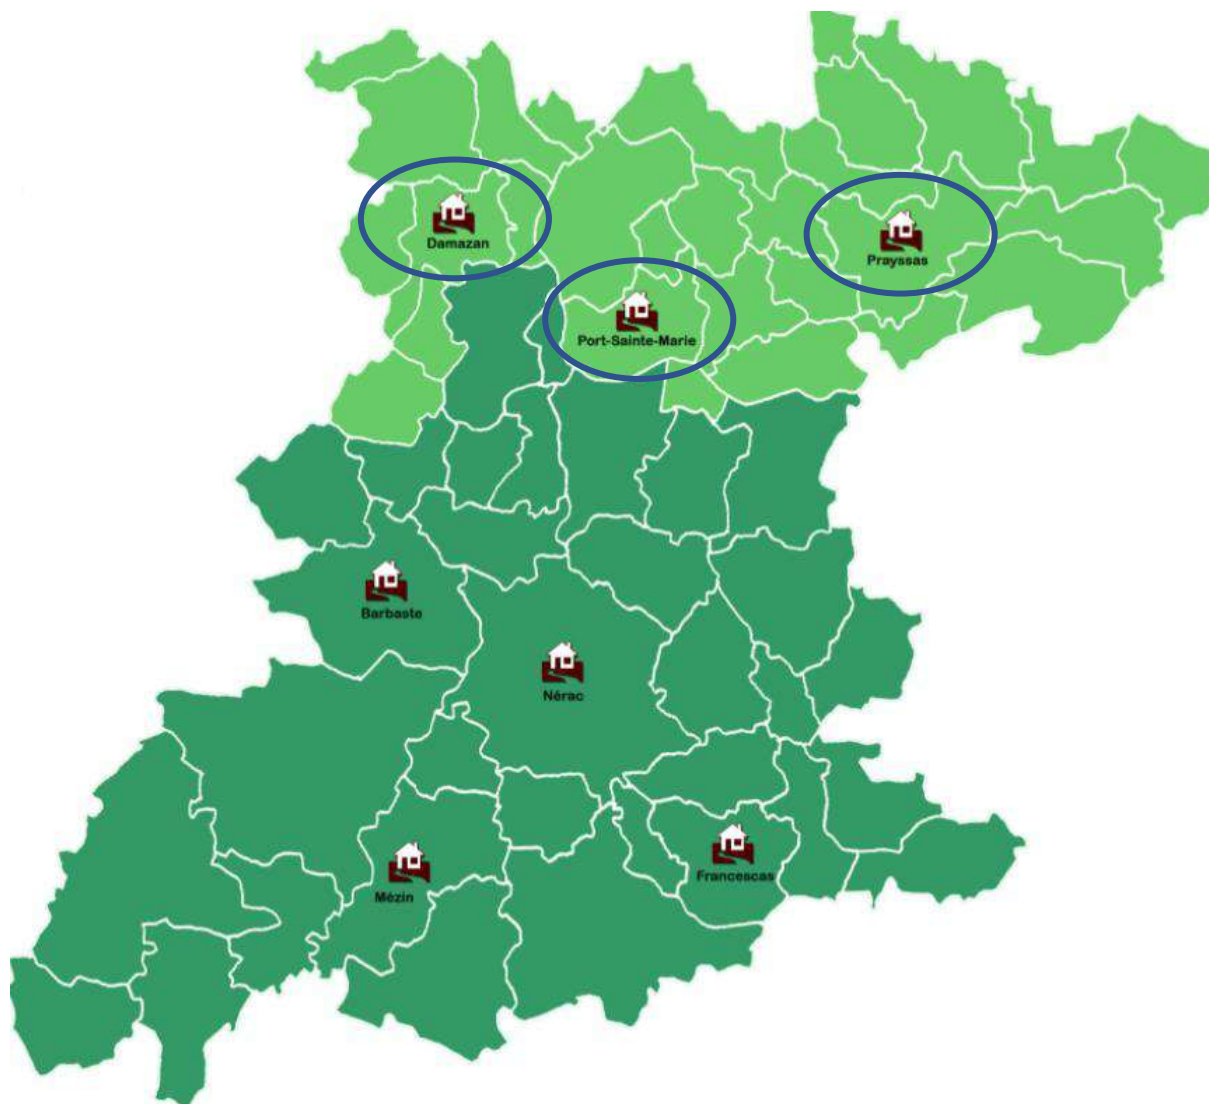 Damazan
Prayssas
Port-Sainte-Marie
Barbaste
Nérac
Francescas
Mézin